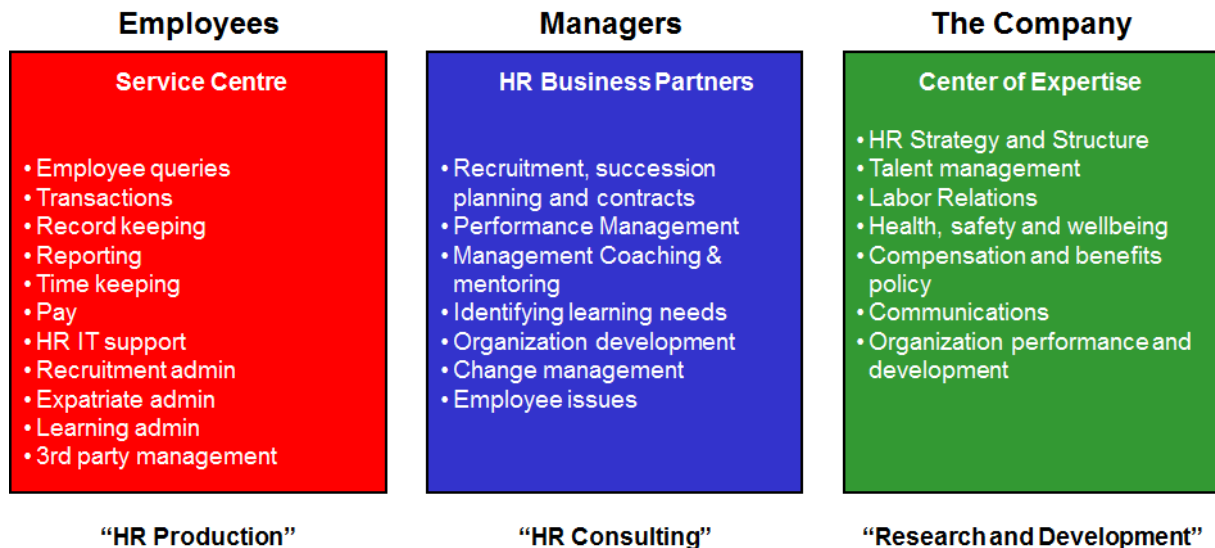 Employees
Service Centre
• Employee queries
• Transactions
• Record keeping
• Reporting
• Time keeping
• Pay
• HR IT support
• Recruitment admin
• Expatriate admin
• Learning admin
• 3rd party management
“HR Production”
Managers
HR Business Partners
• Recruitment, succession
planning and contracts
• Performance Management
• Management Coaching &
mentoring
• Identifying learning needs
• Organization development
• Change management
• Employee issues
“HR Consulting”
The Company
Center of Expertise
• HR Strategy and Structure
• Talent management
• Labor Relations
• Health, safety and wellbeing
• Compensation and benefits
policy
• Communications
• Organization performance and
development
“Research and Development”